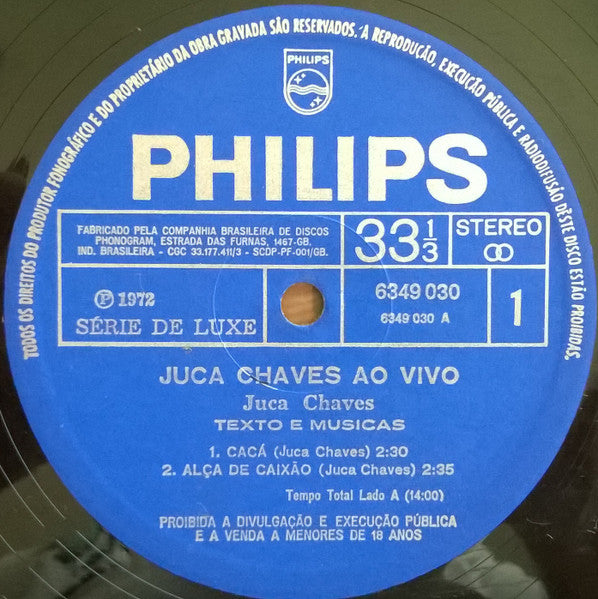 TODOS OS DIREITOS DO PRODUTOR FONOGRÁFICO E DO PROPRIETÁRIO DA OBRA GRAVADA SÃO RESERVADOS. A REPRODUÇÃO, EXECUÇÃO PÚBLICA E RADIODIFUSÃO DÊSTE DISCO ESTÃO PROIBIDAS.
PHILIPS
PHILIPS
FABRICADO PELA COMPANHIA BRASILEIRA DE DISCOS
PHONOGRAM, ESTRADA DAS FURNAS, 1467-GB.
IND. BRASILEIRA - CGC 33.177.411/3 - SCDP-PF-001/GB.
33 1/3
STEREO
Ⓟ 1972
SÉRIE DE LUXE
6349 030
6349 030 A
1
JUCA CHAVES AO VIVO
Juca Chaves
TEXTO E MUSICAS
1. CACÁ (Juca Chaves) 2:30
2. ALÇA DE CAIXÃO (Juca Chaves) 2:35
Tempo Total Lado A (14:00)
PROIBIDA A DIVULGAÇÃO E EXECUÇÃO PÚBLICA
E A VENDA A MENORES DE 18 ANOS